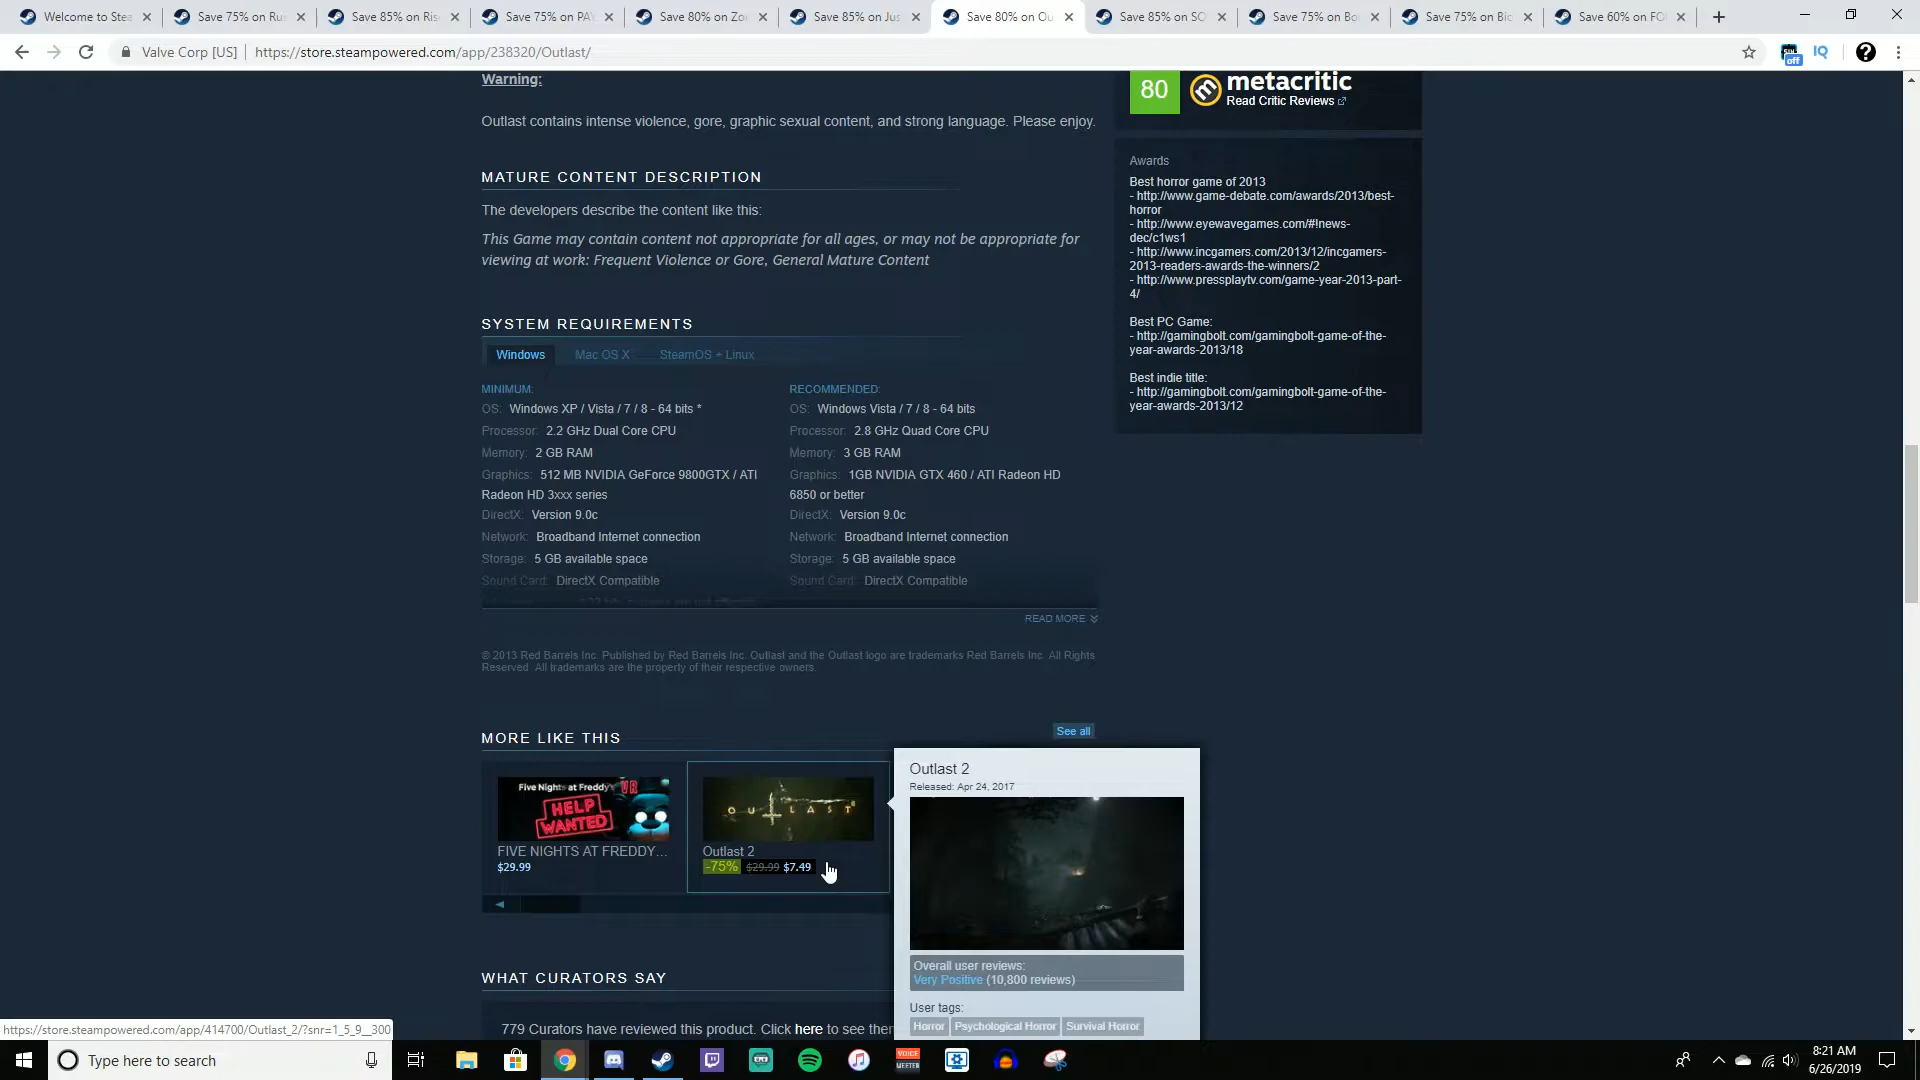 Welcome to Stea
Save 75% on Rus
Save 85% on Ris
Save 75% on PAY
Save 80% on Zo
Save 85% on Jus
Save 80% on Ou
Save 85% on SO
Save 75% on Bo
Save 75% on Bio
Save 60% on FO
Valve Corp [US]
https://store.steampowered.com/app/238320/Outlast/
off
IQ
Warning:
Outlast contains intense violence, gore, graphic sexual content, and strong language. Please enjoy.
MATURE CONTENT DESCRIPTION
The developers describe the content like this:
This Game may contain content not appropriate for all ages, or may not be appropriate for
viewing at work: Frequent Violence or Gore, General Mature Content
SYSTEM REQUIREMENTS
Windows Mac OS X SteamOS + Linux
MINIMUM:
OS: Windows XP / Vista / 7 / 8 - 64 bits *
Processor: 2.2 GHz Dual Core CPU
Memory: 2 GB RAM
Graphics: 512 MB NVIDIA GeForce 9800GTX / ATI
Radeon HD 3xxx series
DirectX: Version 9.0c
Network: Broadband Internet connection
Storage: 5 GB available space
Sound Card: DirectX Compatible
RECOMMENDED:
OS: Windows Vista / 7 / 8 - 64 bits
Processor: 2.8 GHz Quad Core CPU
Memory: 3 GB RAM
Graphics: 1GB NVIDIA GTX 460 / ATI Radeon HD
6850 or better
DirectX: Version 9.0c
Network: Broadband Internet connection
Storage: 5 GB available space
Sound Card: DirectX Compatible
READ MORE
© 2013 Red Barrels Inc. Published by Red Barrels Inc. Outlast and the Outlast logo are trademarks Red Barrels Inc. All Rights
Reserved. All trademarks are the property of their respective owners.
80
metacritic
Read Critic Reviews
Awards
Best horror game of 2013
- http://www.game-debate.com/awards/2013/best-
horror
- http://www.eyewavegames.com/#!news-
dec/c1ws1
- http://www.incgamers.com/2013/12/incgamers-
2013-readers-awards-the-winners/2
- http://www.pressplaytv.com/game-year-2013-part-
4/
Best PC Game:
- http://gamingbolt.com/gamingbolt-game-of-the-
year-awards-2013/18
Best indie title:
- http://gamingbolt.com/gamingbolt-game-of-the-
year-awards-2013/12
MORE LIKE THIS
See all
Five Nights at Freddy's VR
HELP
WANTED
FIVE NIGHTS AT FREDDY...
$29.99
OUTLAST
Outlast 2
-75% $29.99 $7.49
Outlast 2
Released: Apr 24, 2017
Overall user reviews:
Very Positive (10,800 reviews)
User tags:
Horror Psychological Horror Survival Horror
WHAT CURATORS SAY
779 Curators have reviewed this product. Click here to see
https://store.steampowered.com/app/414700/Outlast_2/?snr=1_5_9__300
Type here to search
VOICE
MEETER
8:21 AM
6/26/2019